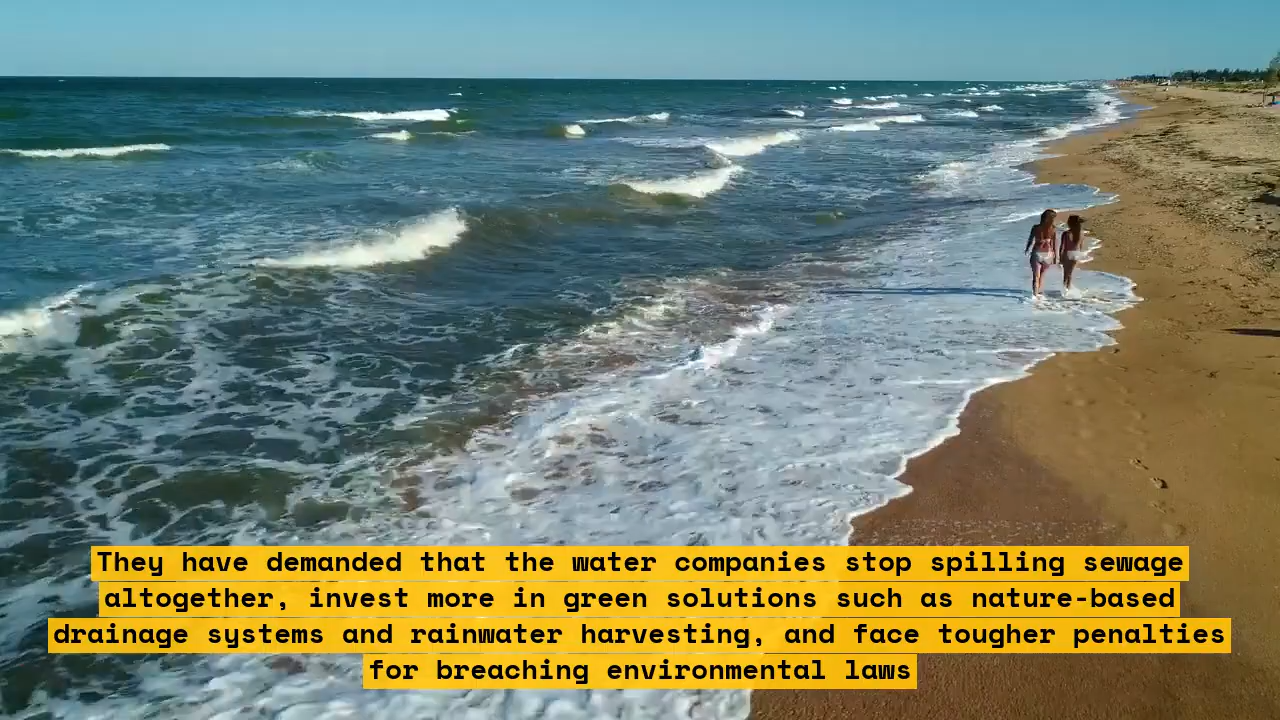 They have demanded that the water companies stop spilling sewage
altogether, invest more in green solutions such as nature-based
drainage systems and rainwater harvesting, and face tougher penalties
for breaching environmental laws